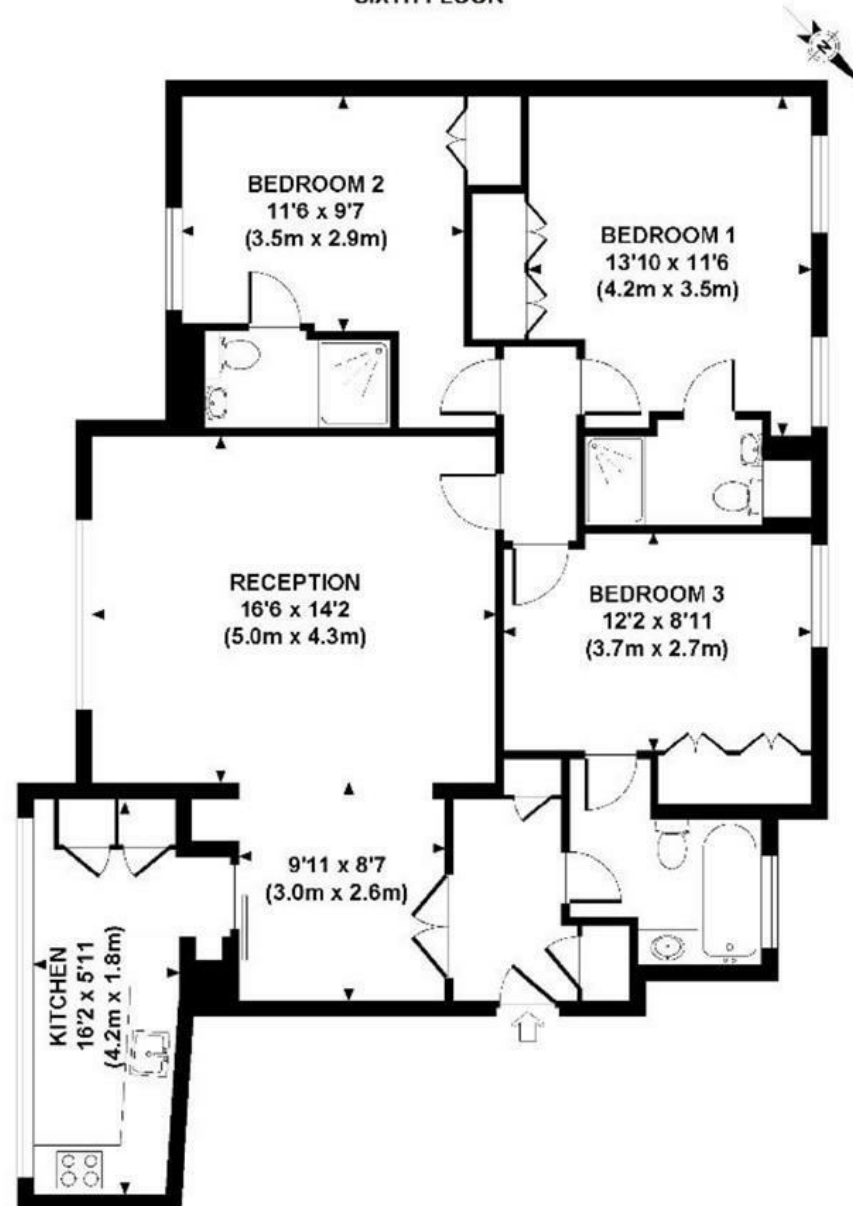 SIXTH FLOOR
N
BEDROOM 2
11'6 x 9'7
(3.5m x 2.9m)
BEDROOM 1
13'10 x 11'6
(4.2m x 3.5m)
RECEPTION
16'6 x 14'2
(5.0m x 4.3m)
BEDROOM 3
12'2 x 8'11
(3.7m x 2.7m)
9'11 x 8'7
(3.0m x 2.6m)
KITCHEN
16'2 x 5'11
(4.2m x 1.8m)